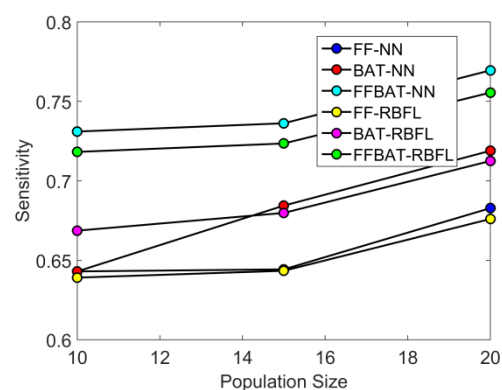 0.8
0.75
0.7
0.65
0.6
Sensitivity
FF-NN
BAT-NN
FFBAT-NN
FF-RBFL
BAT-RBFL
FFBAT-RBFL
10 12 14 16 18 20
Population Size